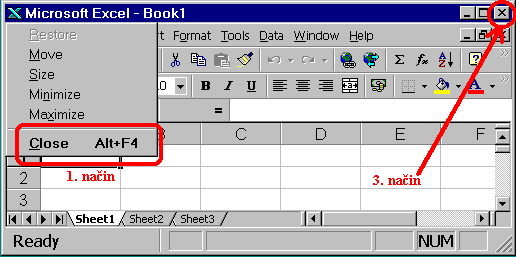 Microsoft Excel - Book1
Restore
Move
Size
Minimize
Maximize
Close Alt+F4
Format Tools Data Window Help
B I U
=
C D E F
1. način
3. način
2
3
Sheet1 Sheet2 Sheet3
Ready NUM